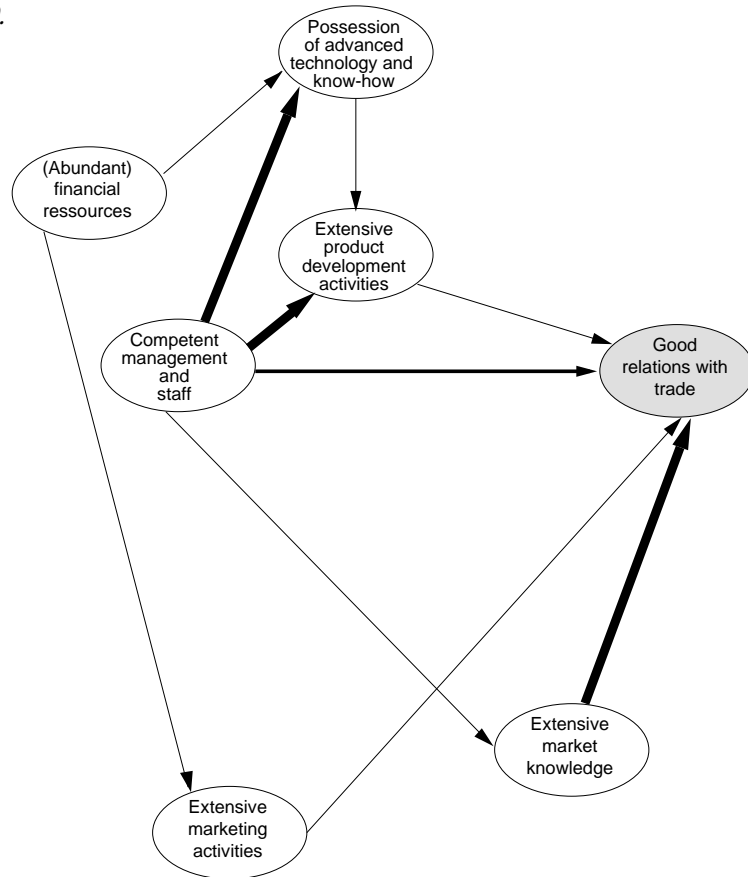 Possession
of advanced
technology and
know-how
(Abundant)
financial
ressources
Extensive
product
development
activities
Competent
management
and
staff
Good
relations with
trade
Extensive
market
knowledge
Extensive
marketing
activities